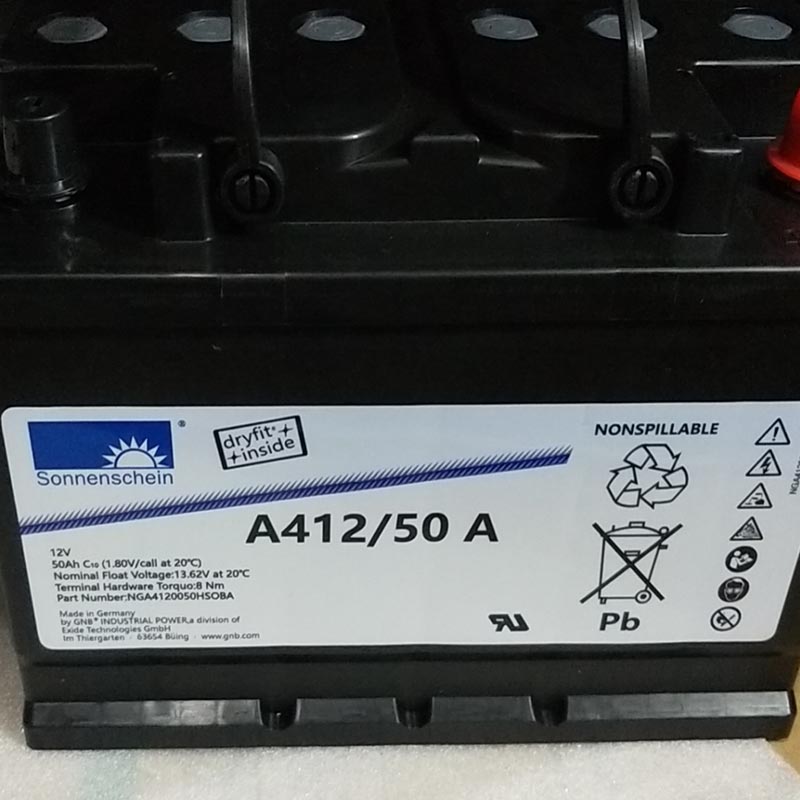 Sonnenschein
®
dryfit®
inside
NONSPILLABLE
A412/50 A
12V
50Ah C₁₀ (1.80V/call at 20℃)
Nominal Float Voltage:13.62V at 20℃
Terminal Hardware Torquo:8 Nm
Part Number:NGA4120050HSOBA
Made in Germany
by GNB® INDUSTRIAL POWER,a division of
Exide Technologies GmbH
Im Thiergarten · 63654 Büing · www.gnb.com
Pb